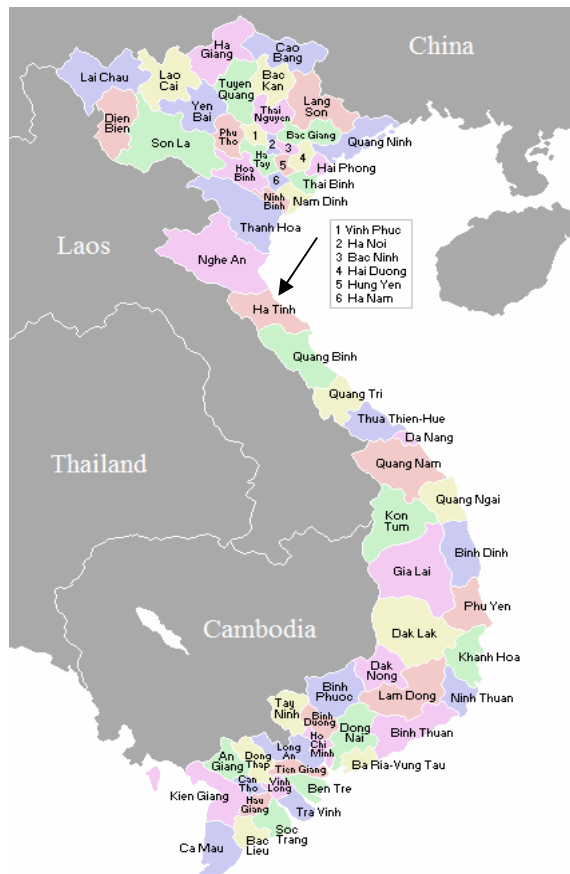 China
Ha
Giang
Cao
Bang
Lai Chau
Lao
Cai
Tuyen
Quang
Bac
Kan
Lang
Son
Yen
Bai
Thai
Nguyen
Dien
Bien
Son La
Phu
Tho
1
2
3
4
5
6
Bac Giang
Quang Ninh
Ha
Tay
Hoa
Binh
Hai Phong
Thai Binh
Ninh
Binh
Nam Dinh
Thanh Hoa
Laos
1 Vinh Phuc
2 Ha Noi
3 Bac Ninh
4 Hai Duong
5 Hung Yen
6 Ha Nam
Nghe An
Ha Tinh
Quang Binh
Quang Tri
Thua Thien-Hue
Da Nang
Thailand
Quang Nam
Quang Ngai
Kon
Tum
Binh Dinh
Gia Lai
Phu Yen
Cambodia
Dak Lak
Khanh Hoa
Dak
Nong
Binh
Phuoc
Lam Dong
Ninh Thuan
Tay
Ninh
Binh
Duong
Dong
Nai
Binh Thuan
Ho
Chi
Minh
Long
An
An
Giang
Dong
Thap
Tien Giang
Ba Ria-Vung Tau
Can
Tho
Vinh
Long
Ben Tre
Kien Giang
Hau
Giang
Tra Vinh
Soc
Trang
Ca Mau
Bac
Lieu